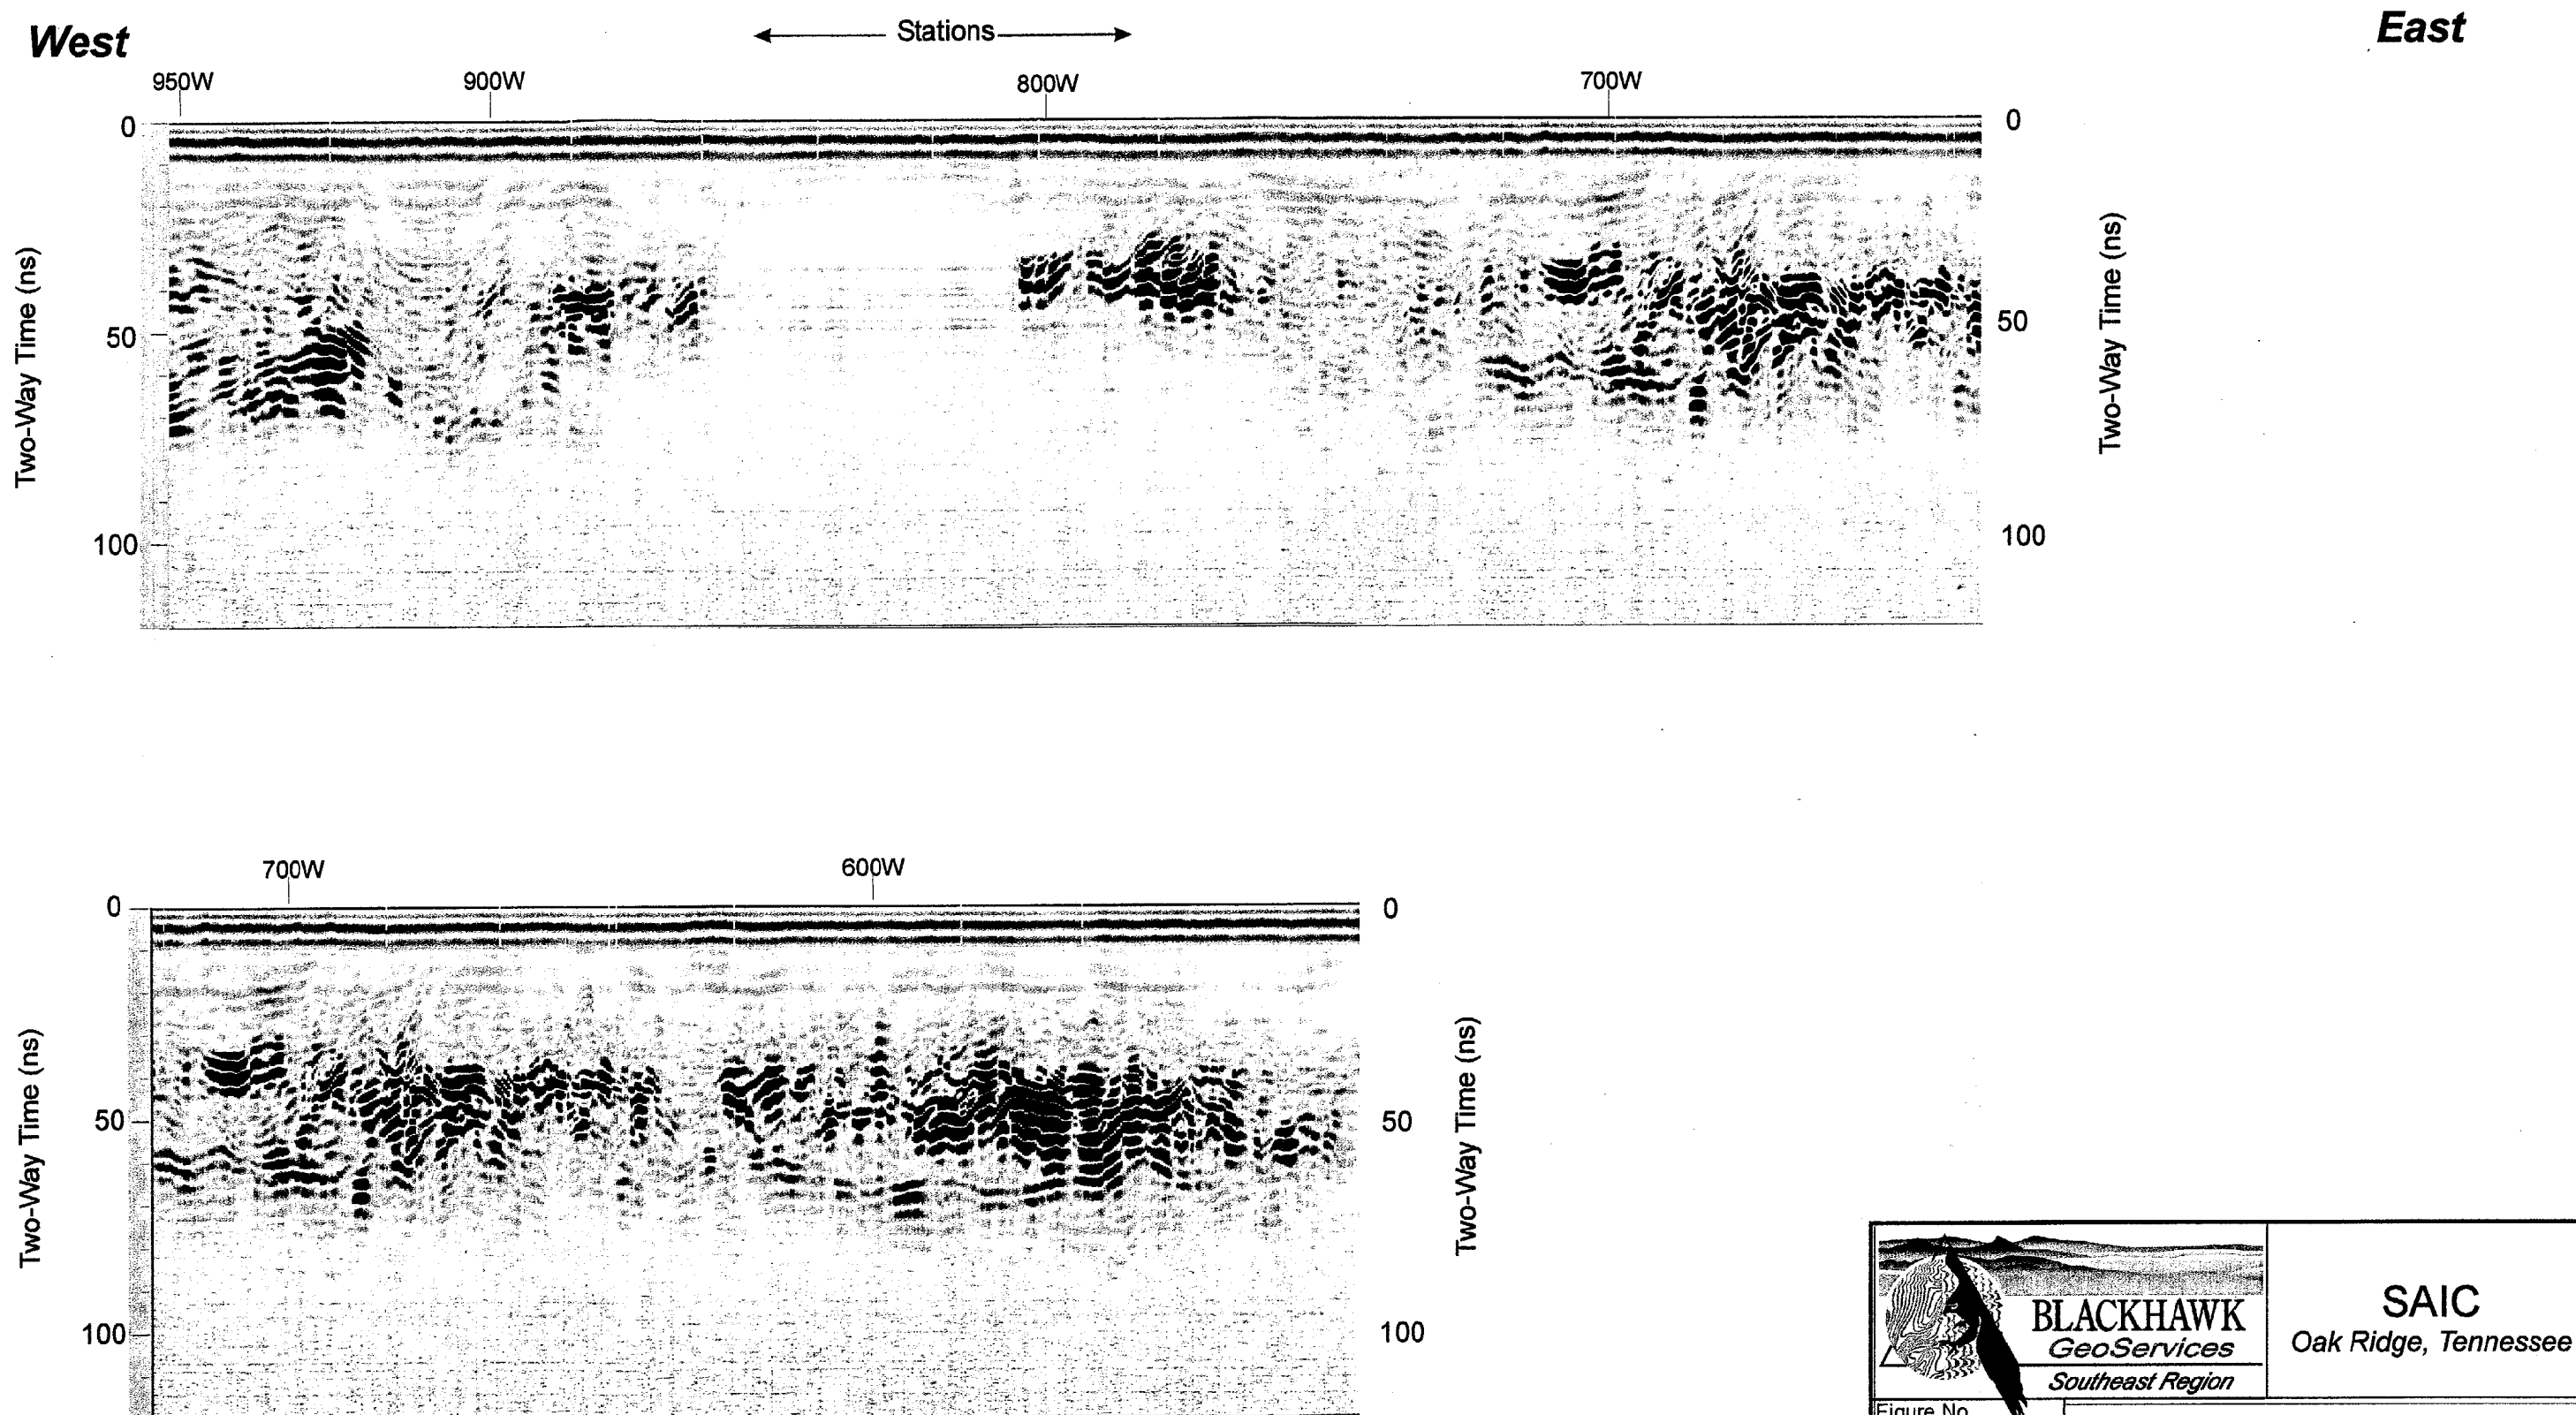 West
← Stations →
East
950W 900W 800W 700W
0
0
50
50
100
100
Two-Way Time (ns)
Two-Way Time (ns)
700W 600W
0
0
50
50
100
100
Two-Way Time (ns)
Two-Way Time (ns)
BLACKHAWK
GeoServices
Southeast Region
SAIC
Oak Ridge, Tennessee
Figure No.